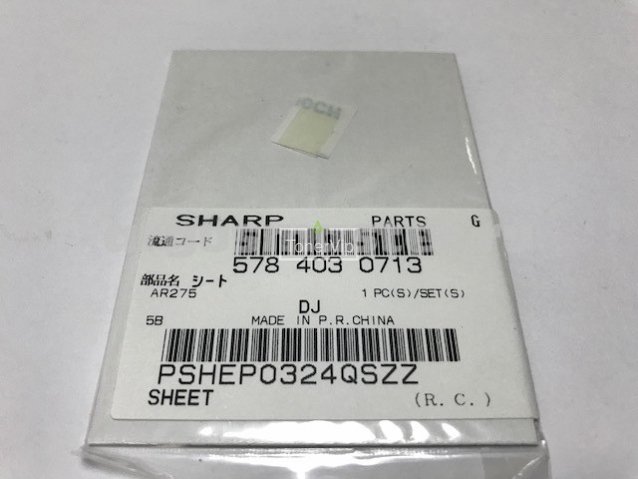 SHARP PARTS G
流通コード
TonerVip
578 403 0713
部品名 シート
AR275 1 PC(S)/SET(S)
DJ
5B MADE IN P.R.CHINA
PSHEP0324QSZZ
SHEET (R.C.)